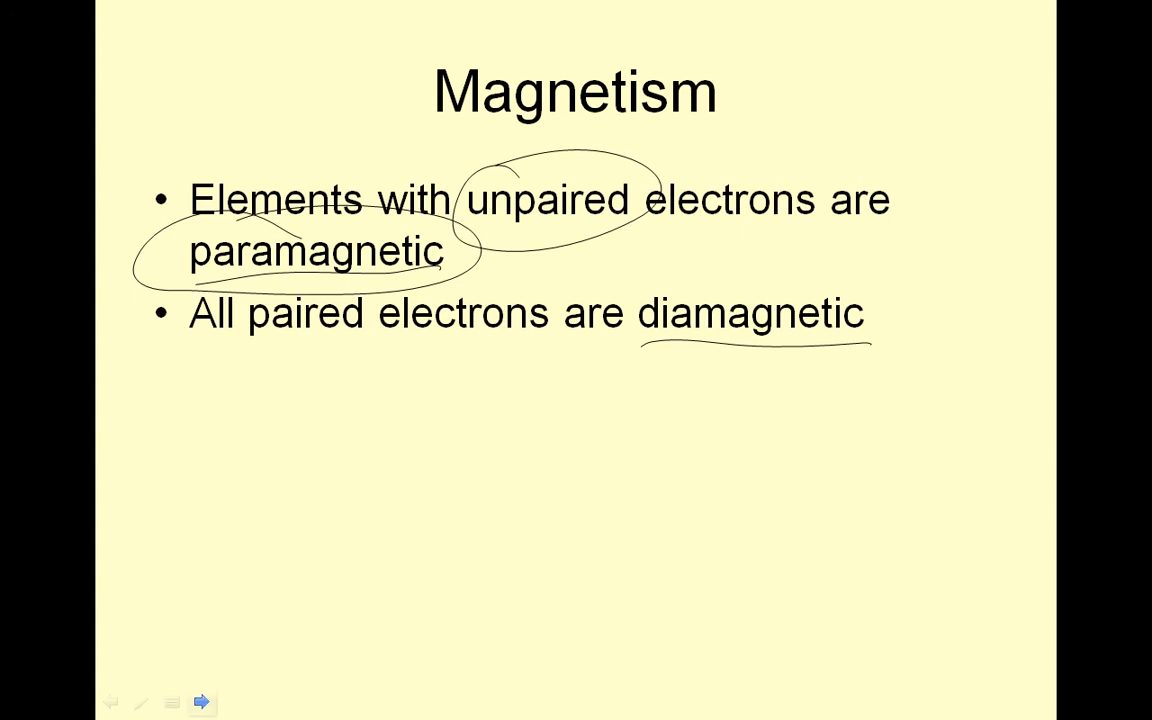 Magnetism
• Elements with unpaired electrons are
paramagnetic
• All paired electrons are diamagnetic